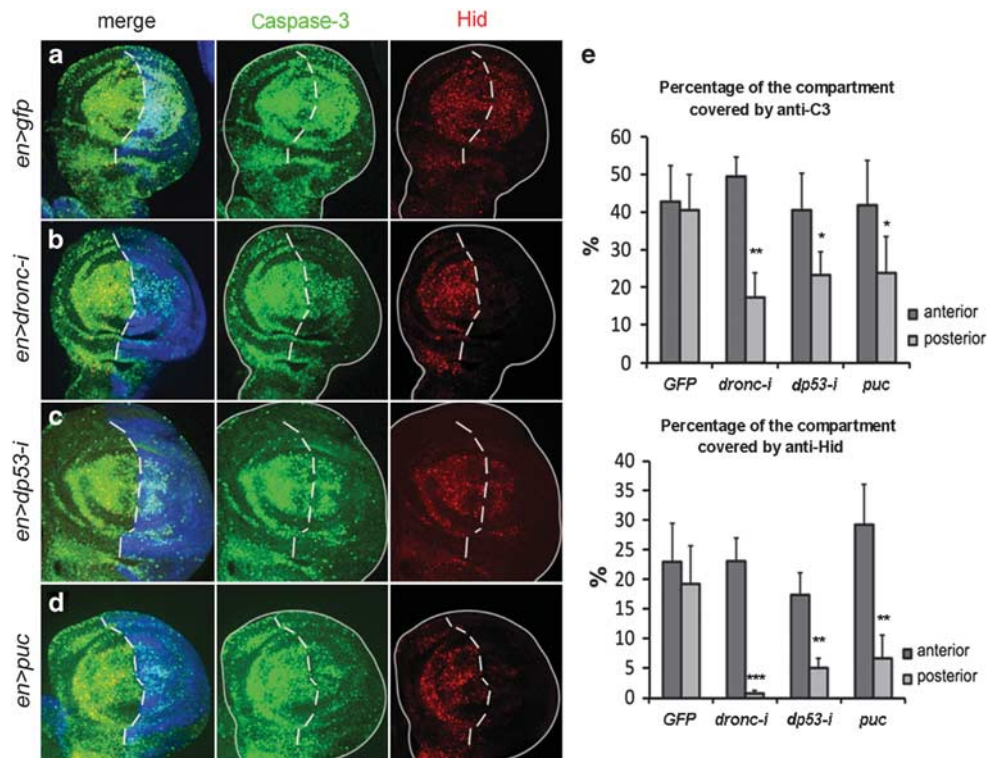 merge Caspase-3 Hid
a
en>gfp
b
en>dronc-i
c
en>dp53-i
d
en>puc
e
Percentage of the compartment
covered by anti-C3
60
50
40
30
20
10
0
%
**
*
*
anterior
posterior
GFP dronc-i dp53-i puc
Percentage of the compartment
covered by anti-Hid
40
35
30
25
20
15
10
5
0
%
***
**
**
anterior
posterior
GFP dronc-i dp53-i puc